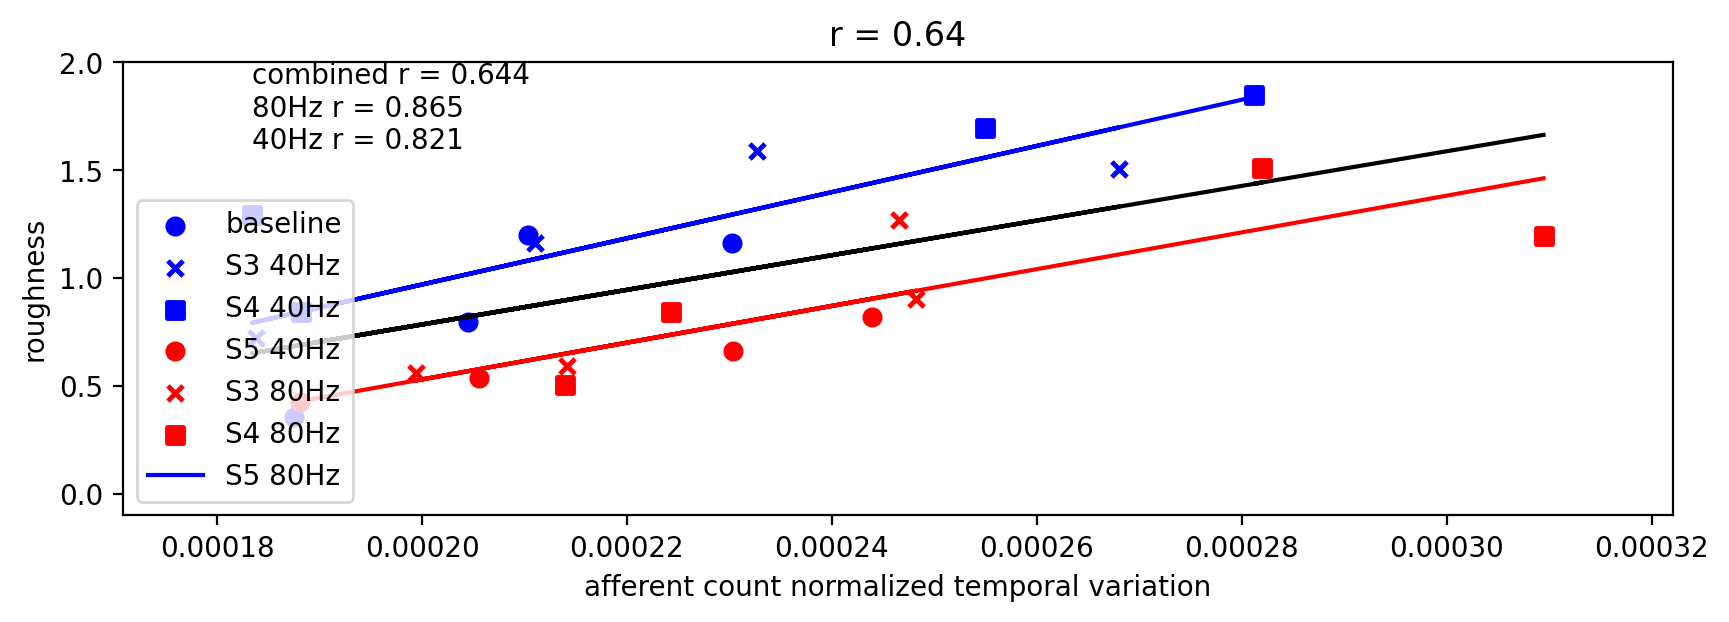 r = 0.64
combined r = 0.644
80Hz r = 0.865
40Hz r = 0.821
2.0
1.5
1.0
0.5
0.0
roughness
baseline
S3 40Hz
S4 40Hz
S5 40Hz
S3 80Hz
S4 80Hz
S5 80Hz
0.00018 0.00020 0.00022 0.00024 0.00026 0.00028 0.00030 0.00032
afferent count normalized temporal variation